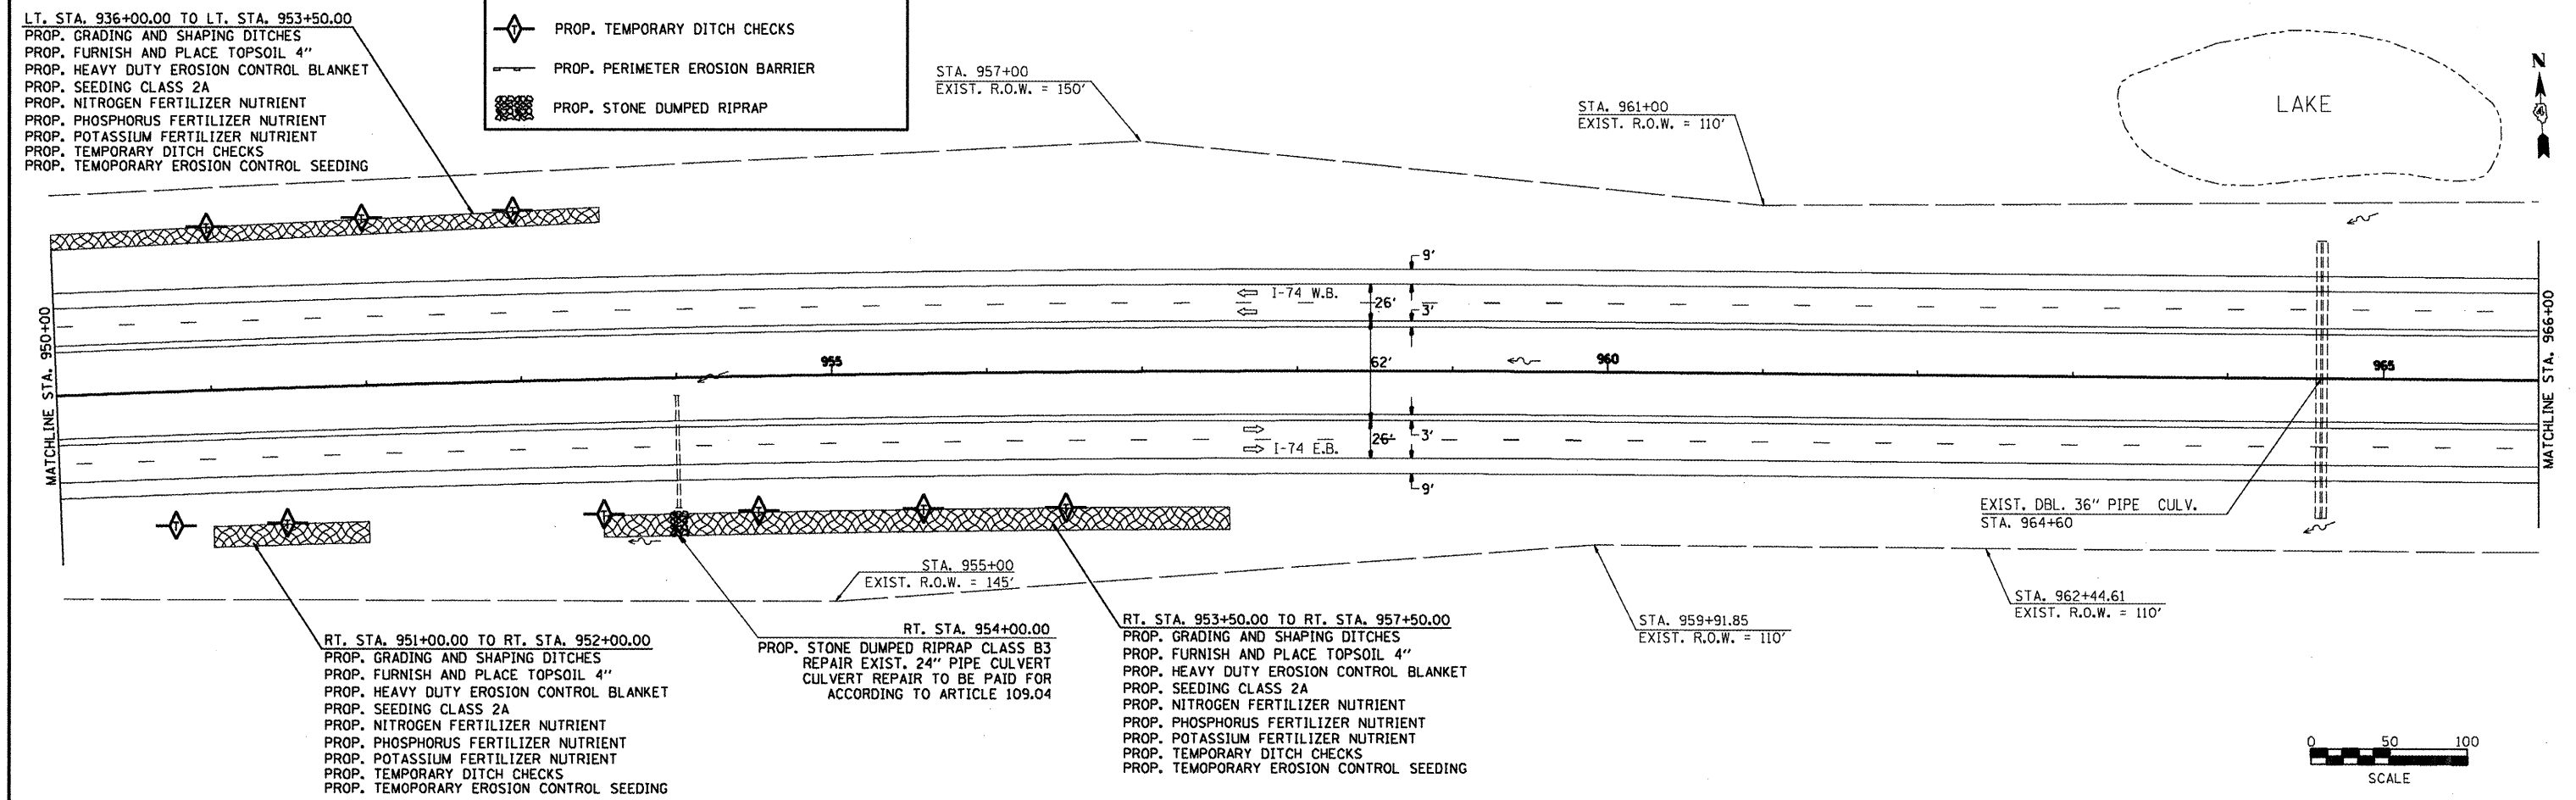 LT. STA. 936+00.00 TO LT. STA. 953+50.00
PROP. GRADING AND SHAPING DITCHES
PROP. FURNISH AND PLACE TOPSOIL 4"
PROP. HEAVY DUTY EROSION CONTROL BLANKET
PROP. SEEDING CLASS 2A
PROP. NITROGEN FERTILIZER NUTRIENT
PROP. PHOSPHORUS FERTILIZER NUTRIENT
PROP. POTASSIUM FERTILIZER NUTRIENT
PROP. TEMPORARY DITCH CHECKS
PROP. TEMOPORARY EROSION CONTROL SEEDING
T PROP. TEMPORARY DITCH CHECKS
PROP. PERIMETER EROSION BARRIER
PROP. STONE DUMPED RIPRAP
STA. 957+00
EXIST. R.O.W. = 150'
STA. 961+00
EXIST. R.O.W. = 110'
LAKE
N
T T T
MATCHLINE STA. 950+00
9'
I-74 W.B.
26'
3'
955
62'
960
965
MATCHLINE STA. 966+00
26'
3'
I-74 E.B.
9'
T T T T T T
EXIST. DBL. 36" PIPE CULV.
STA. 964+60
STA. 955+00
EXIST. R.O.W. = 145'
STA. 959+91.85
EXIST. R.O.W. = 110'
STA. 962+44.61
EXIST. R.O.W. = 110'
RT. STA. 951+00.00 TO RT. STA. 952+00.00
PROP. GRADING AND SHAPING DITCHES
PROP. FURNISH AND PLACE TOPSOIL 4"
PROP. HEAVY DUTY EROSION CONTROL BLANKET
PROP. SEEDING CLASS 2A
PROP. NITROGEN FERTILIZER NUTRIENT
PROP. PHOSPHORUS FERTILIZER NUTRIENT
PROP. POTASSIUM FERTILIZER NUTRIENT
PROP. TEMPORARY DITCH CHECKS
PROP. TEMOPORARY EROSION CONTROL SEEDING
RT. STA. 954+00.00
PROP. STONE DUMPED RIPRAP CLASS B3
REPAIR EXIST. 24" PIPE CULVERT
CULVERT REPAIR TO BE PAID FOR
ACCORDING TO ARTICLE 109.04
RT. STA. 953+50.00 TO RT. STA. 957+50.00
PROP. GRADING AND SHAPING DITCHES
PROP. FURNISH AND PLACE TOPSOIL 4"
PROP. HEAVY DUTY EROSION CONTROL BLANKET
PROP. SEEDING CLASS 2A
PROP. NITROGEN FERTILIZER NUTRIENT
PROP. PHOSPHORUS FERTILIZER NUTRIENT
PROP. POTASSIUM FERTILIZER NUTRIENT
PROP. TEMPORARY DITCH CHECKS
PROP. TEMOPORARY EROSION CONTROL SEEDING
0 50 100
SCALE